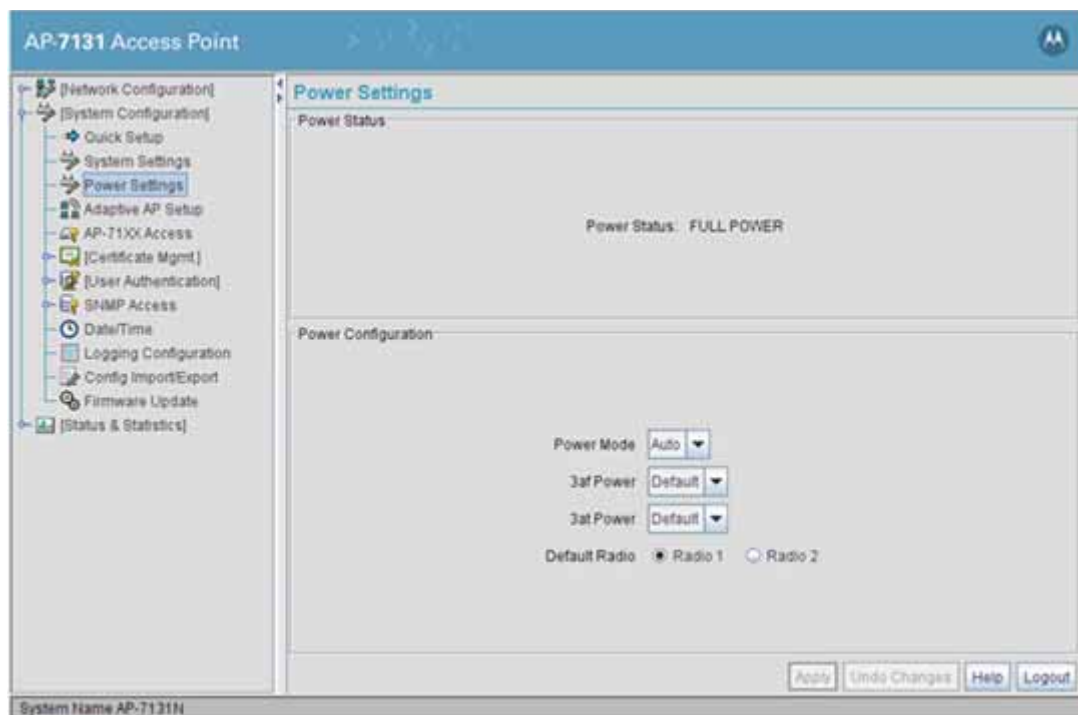 AP-7131 Access Point
[Network Configuration]
[System Configuration]
Quick Setup
System Settings
Power Settings
Adaptive AP Setup
AP-71XX Access
[Certificate Mgmt.]
[User Authentication]
SNMP Access
Date/Time
Logging Configuration
Config Import/Export
Firmware Update
[Status & Statistics]
Power Settings
Power Status
Power Status: FULL POWER
Power Configuration
Power Mode Auto
3af Power Default
3at Power Default
Default Radio Radio 1 Radio 2
Apply Undo Changes Help Logout
System Name AP-7131N